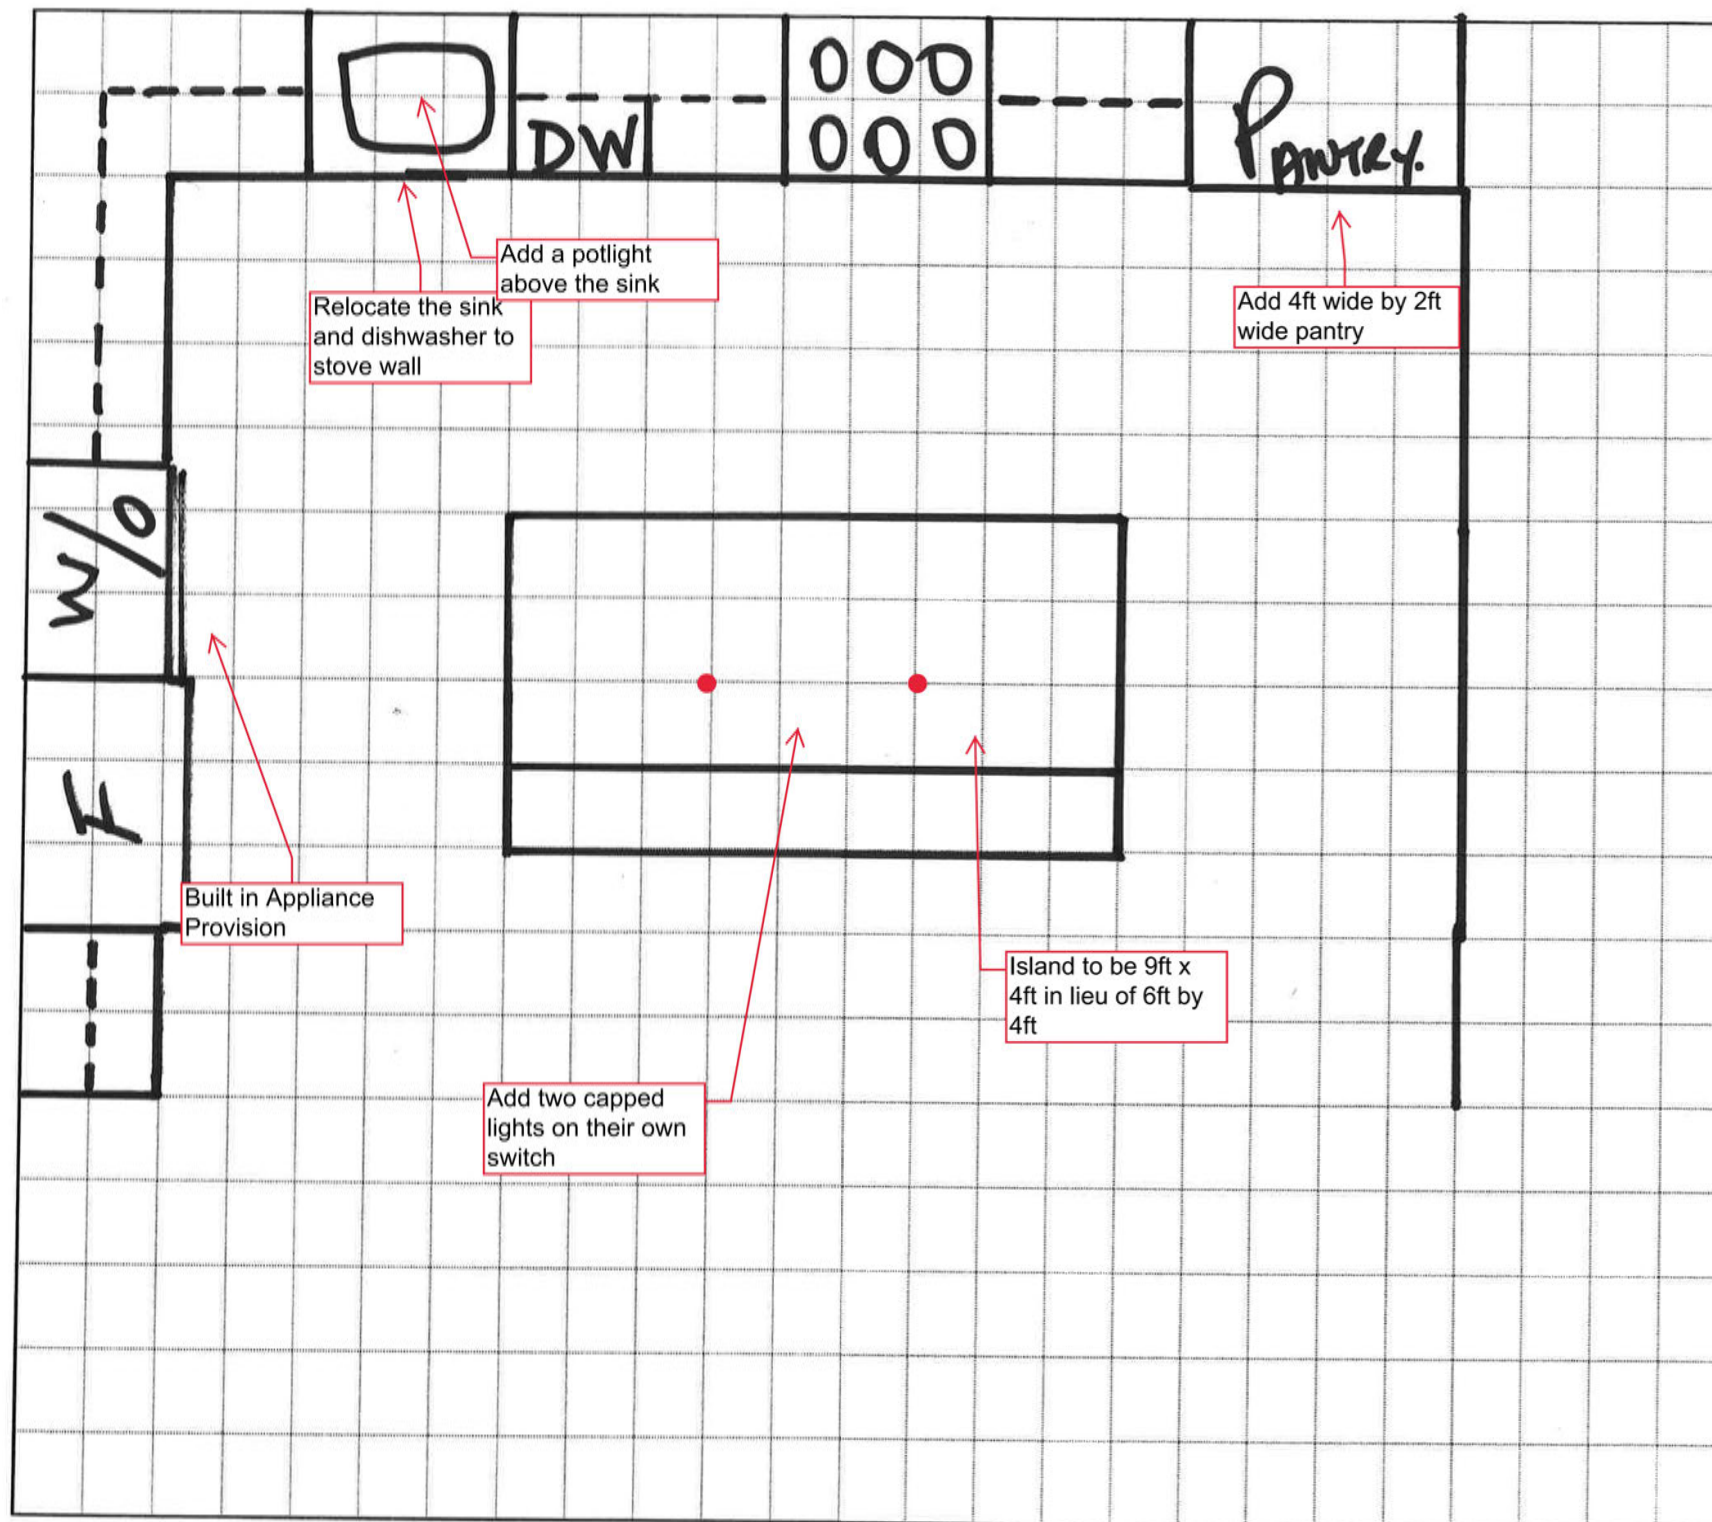 DW
PANTRY.
Add a potlight
above the sink
Relocate the sink
and dishwasher to
stove wall
Add 4ft wide by 2ft
wide pantry
W/O
F
Built in Appliance
Provision
Island to be 9ft x
4ft in lieu of 6ft by
4ft
Add two capped
lights on their own
switch